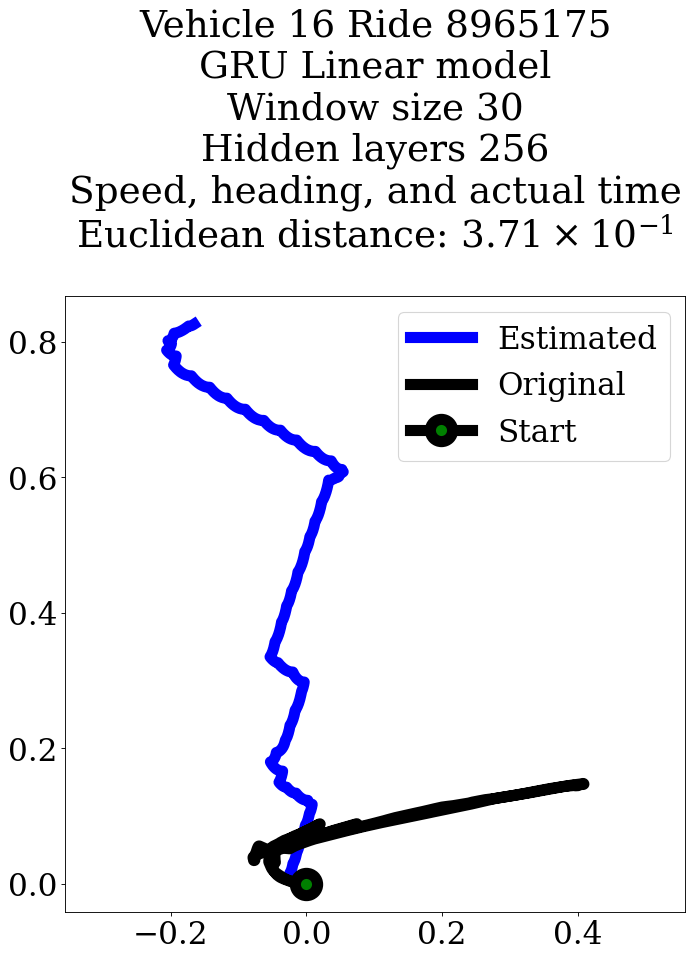 Vehicle 16 Ride 8965175
GRU Linear model
Window size 30
Hidden layers 256
Speed, heading, and actual time
Euclidean distance: 3.71 × 10⁻¹
Estimated
Original
Start
0.8
0.6
0.4
0.2
0.0
−0.2 0.0 0.2 0.4